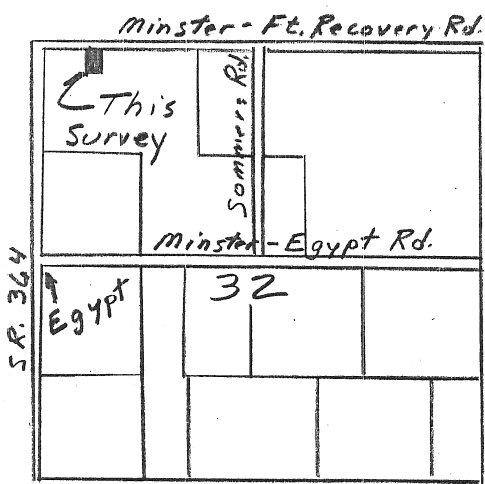 Minster - Ft. Recovery Rd.
Sommers Rd.
This
Survey
Minster - Egypt Rd.
S.R. 364
Egypt
32